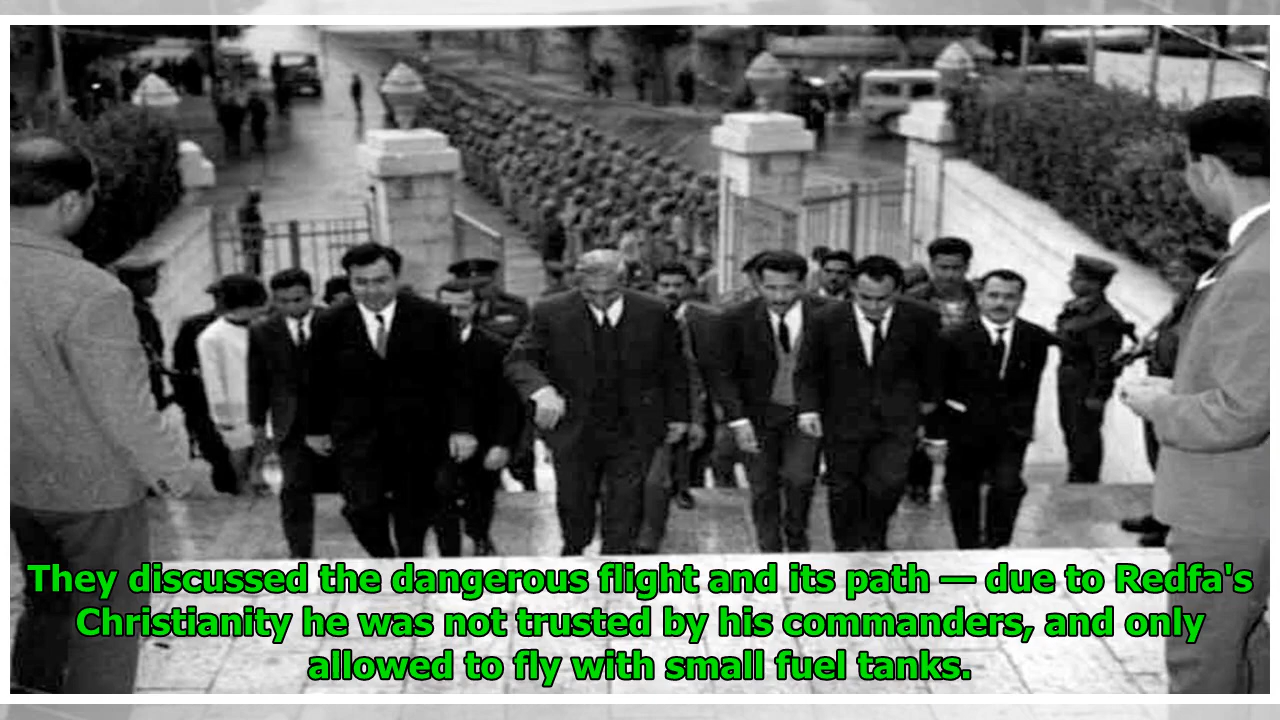 They discussed the dangerous flight and its path — due to Redfa's
Christianity he was not trusted by his commanders, and only
allowed to fly with small fuel tanks.